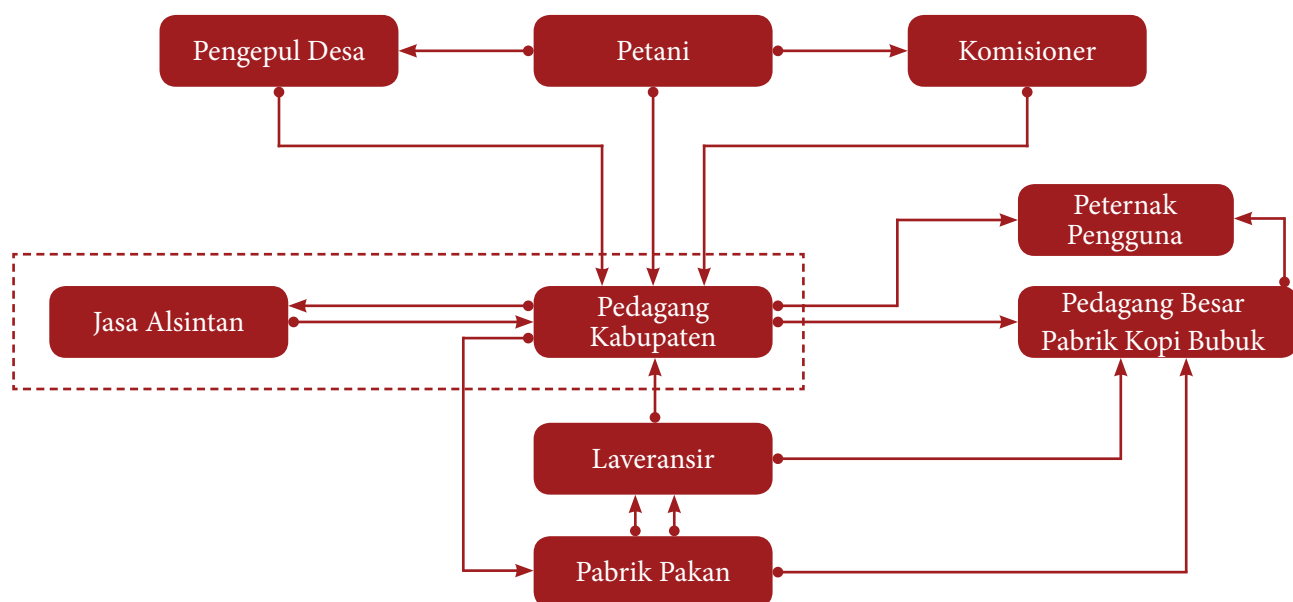 Pengepul Desa
Petani
Komisioner
Peternak
Pengguna
Jasa Alsintan
Pedagang
Kabupaten
Pedagang Besar
Pabrik Kopi Bubuk
Laveransir
Pabrik Pakan